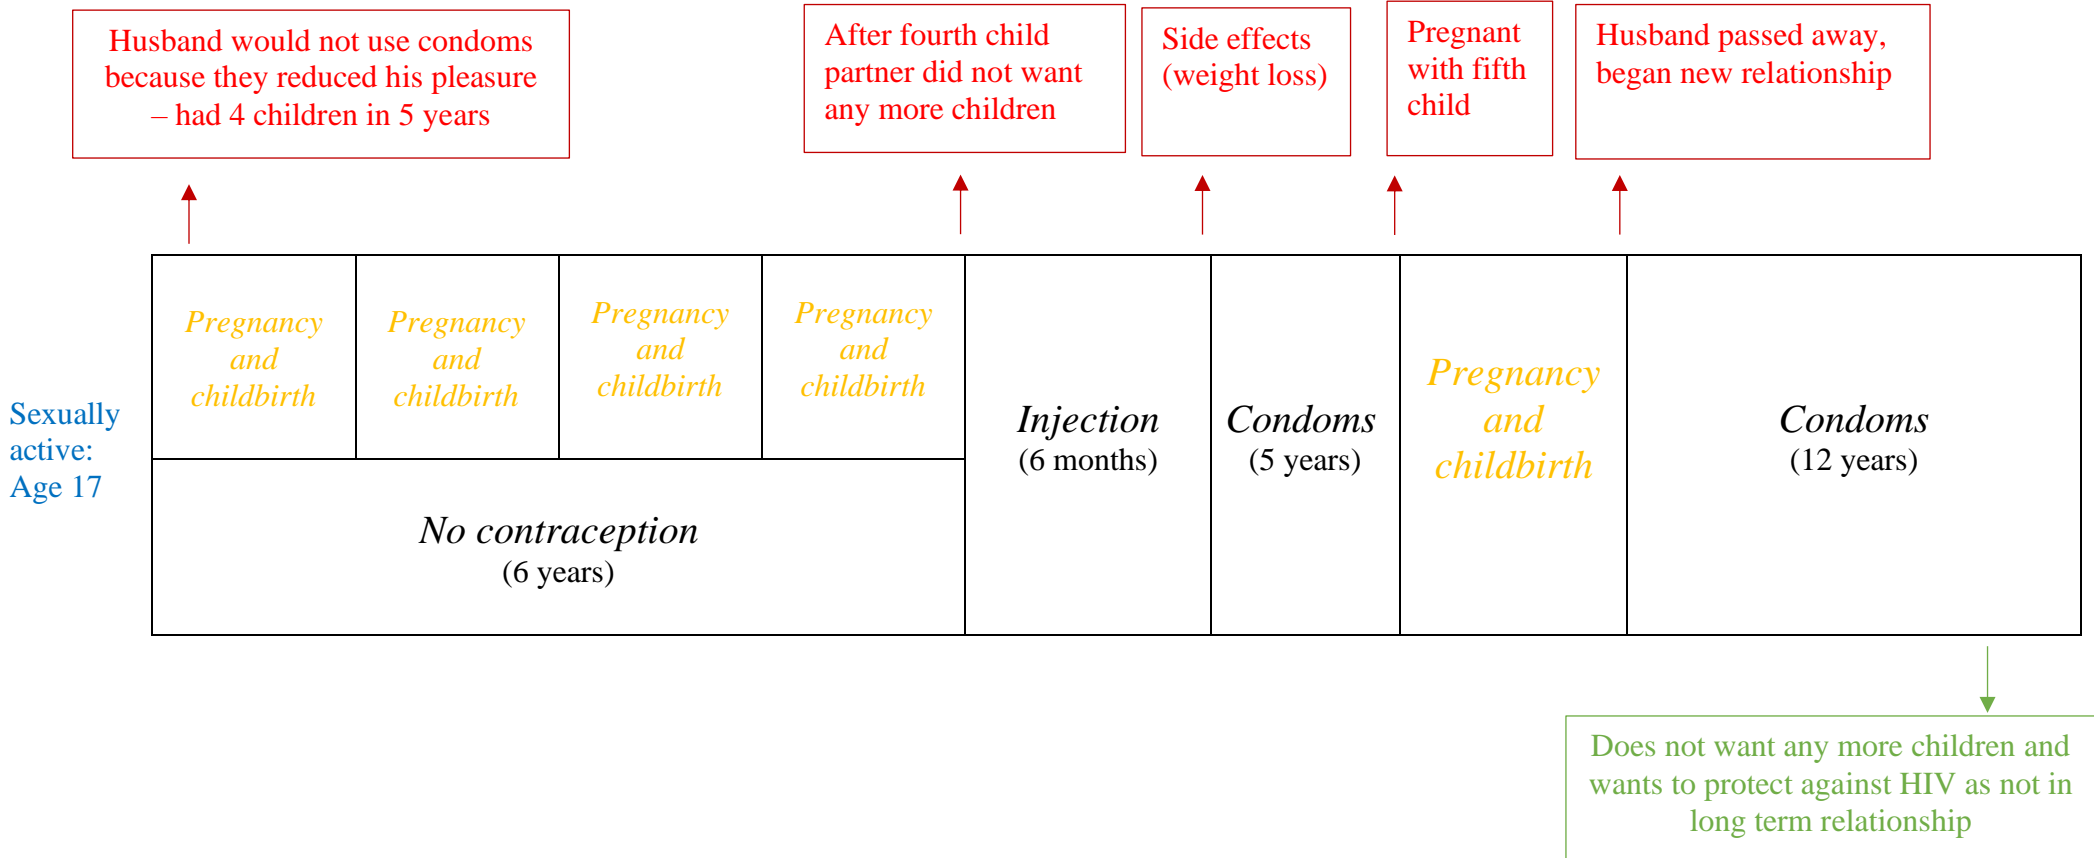 Husband would not use condoms
because they reduced his pleasure
– had 4 children in 5 years
After fourth child
partner did not want
any more children
Side effects
(weight loss)
Pregnant
with fifth
child
Husband passed away,
began new relationship
Sexually
active:
Age 17
Pregnancy
and
childbirth
Pregnancy
and
childbirth
Pregnancy
and
childbirth
Pregnancy
and
childbirth
No contraception
(6 years)
Injection
(6 months)
Condoms
(5 years)
Pregnancy
and
childbirth
Condoms
(12 years)
Does not want any more children and
wants to protect against HIV as not in
long term relationship